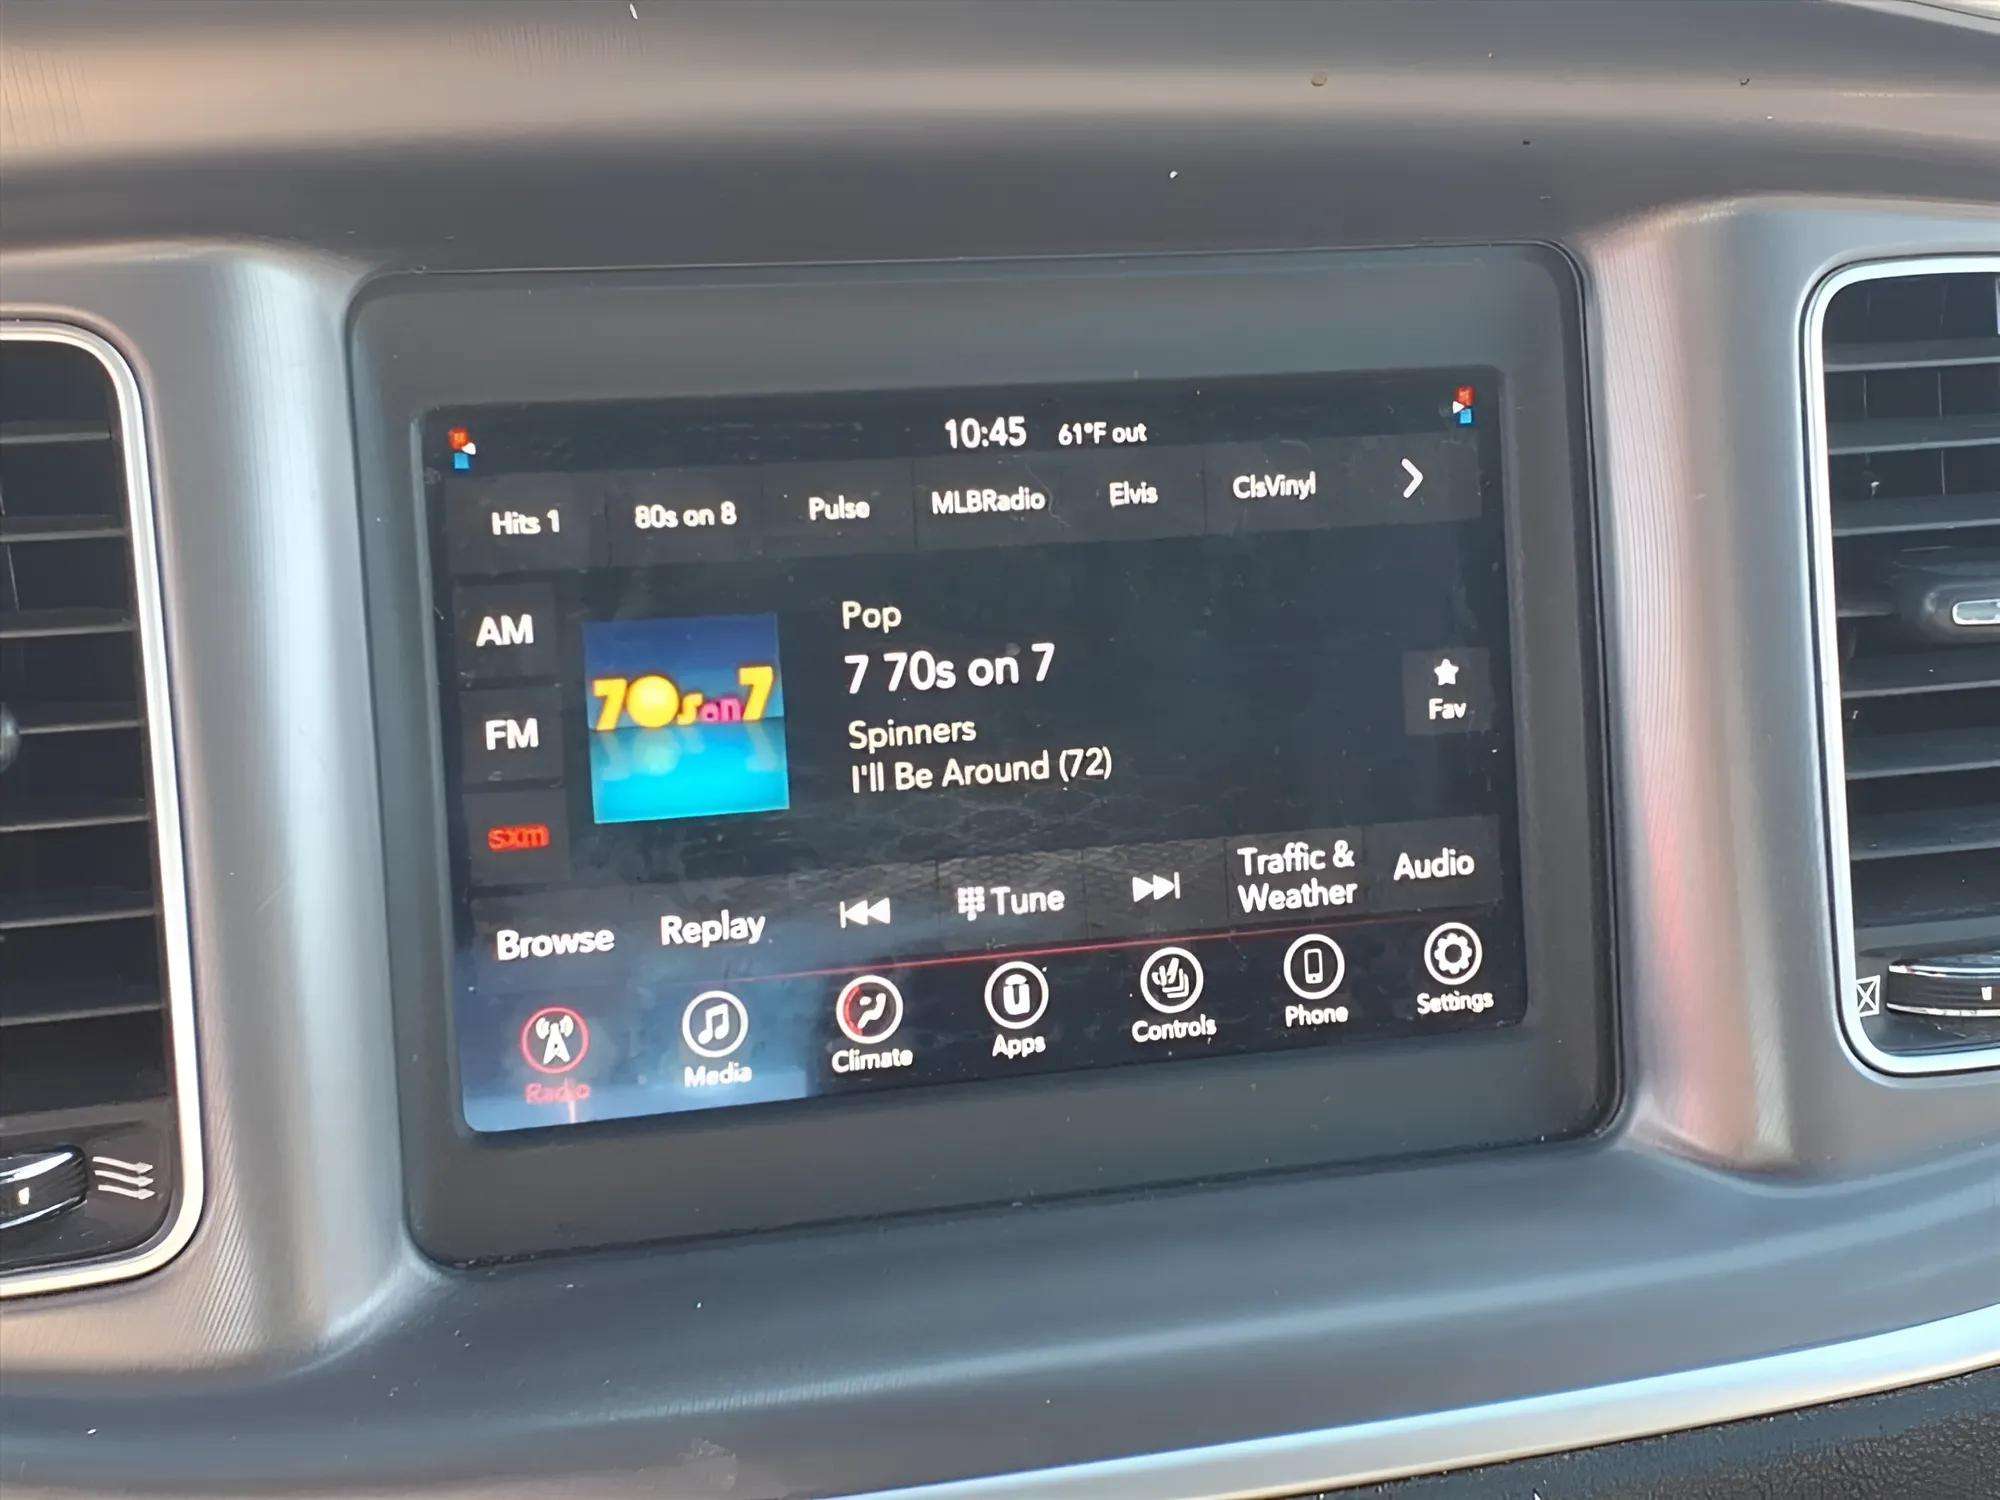 10:45 61°F out
Hits 1 80s on 8 Pulse MLBRadio Elvis ClsVinyl
AM
FM
sxm
70s on 7
Pop
7 70s on 7
Spinners
I'll Be Around (72)
Fav
Browse Replay Tune Traffic & Weather Audio
Radio Media Climate Apps Controls Phone Settings